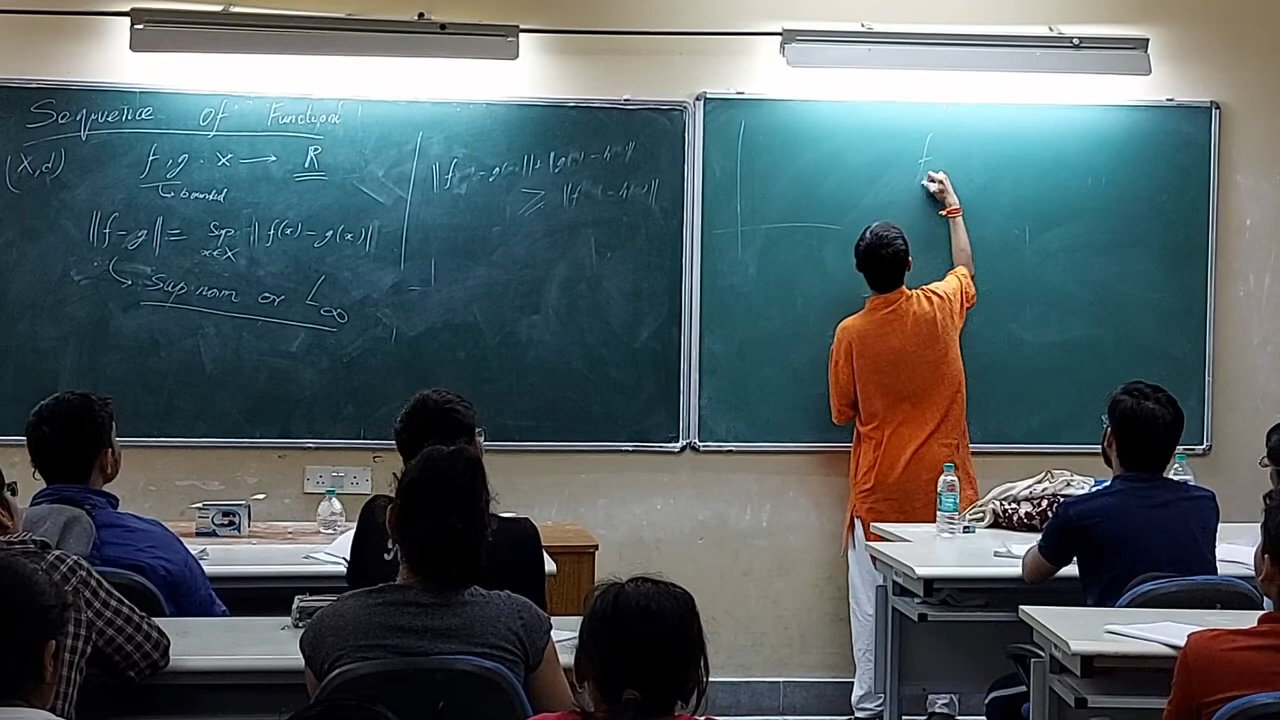 Sequence of Functions
(X,d) f,g : X → R
↳ bounded
||f-g|| = Sup ||f(x) - g(x)||
x∈X
↳ Sup norm or L∞
||f - g|| + ||g - h||
≥ ||f - h||
f